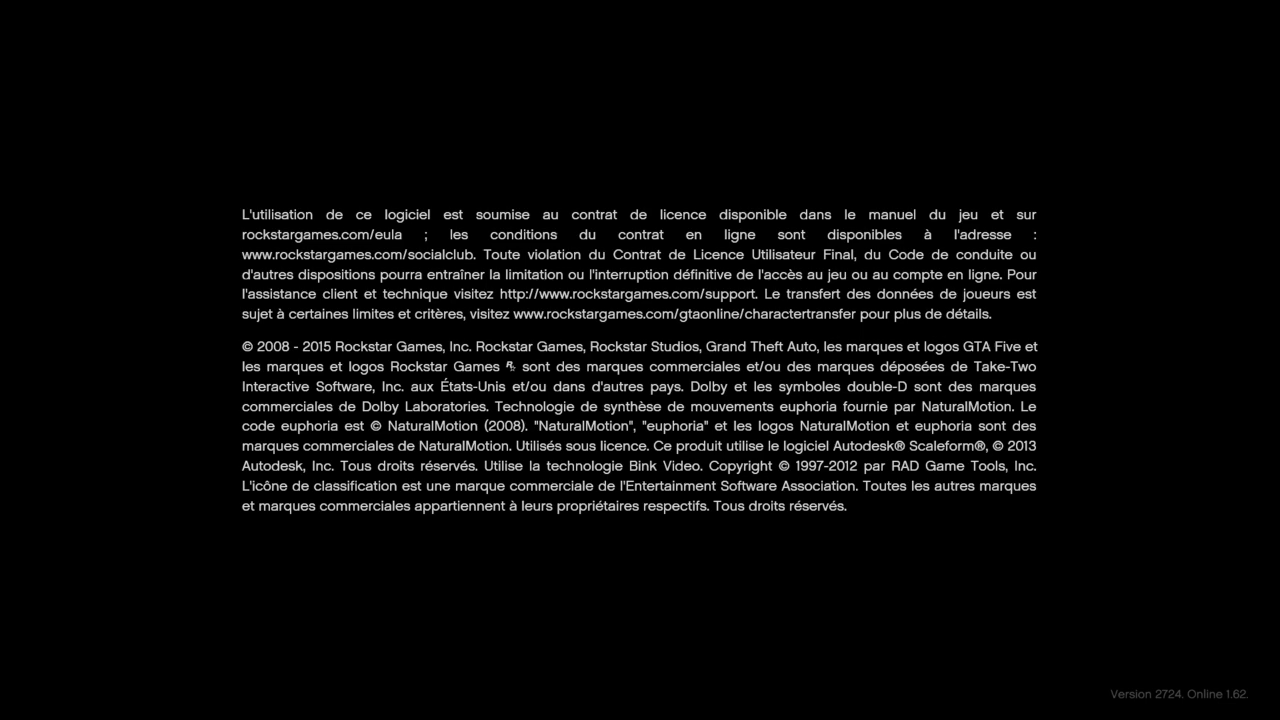 L'utilisation de ce logiciel est soumise au contrat de licence disponible dans le manuel du jeu et sur
rockstargames.com/eula ; les conditions du contrat en ligne sont disponibles à l'adresse :
www.rockstargames.com/socialclub. Toute violation du Contrat de Licence Utilisateur Final, du Code de conduite ou
d'autres dispositions pourra entraîner la limitation ou l'interruption définitive de l'accès au jeu ou au compte en ligne. Pour
l'assistance client et technique visitez http://www.rockstargames.com/support. Le transfert des données de joueurs est
sujet à certaines limites et critères, visitez www.rockstargames.com/gtaonline/charactertransfer pour plus de détails.
© 2008 - 2015 Rockstar Games, Inc. Rockstar Games, Rockstar Studios, Grand Theft Auto, les marques et logos GTA Five et
les marques et logos Rockstar Games R* sont des marques commerciales et/ou des marques déposées de Take-Two
Interactive Software, Inc. aux États-Unis et/ou dans d'autres pays. Dolby et les symboles double-D sont des marques
commerciales de Dolby Laboratories. Technologie de synthèse de mouvements euphoria fournie par NaturalMotion. Le
code euphoria est © NaturalMotion (2008). "NaturalMotion", "euphoria" et les logos NaturalMotion et euphoria sont des
marques commerciales de NaturalMotion. Utilisés sous licence. Ce produit utilise le logiciel Autodesk® Scaleform®, © 2013
Autodesk, Inc. Tous droits réservés. Utilise la technologie Bink Video. Copyright © 1997-2012 par RAD Game Tools, Inc.
L'icône de classification est une marque commerciale de l'Entertainment Software Association. Toutes les autres marques
et marques commerciales appartiennent à leurs propriétaires respectifs. Tous droits réservés.
Version 2724. Online 1.62.